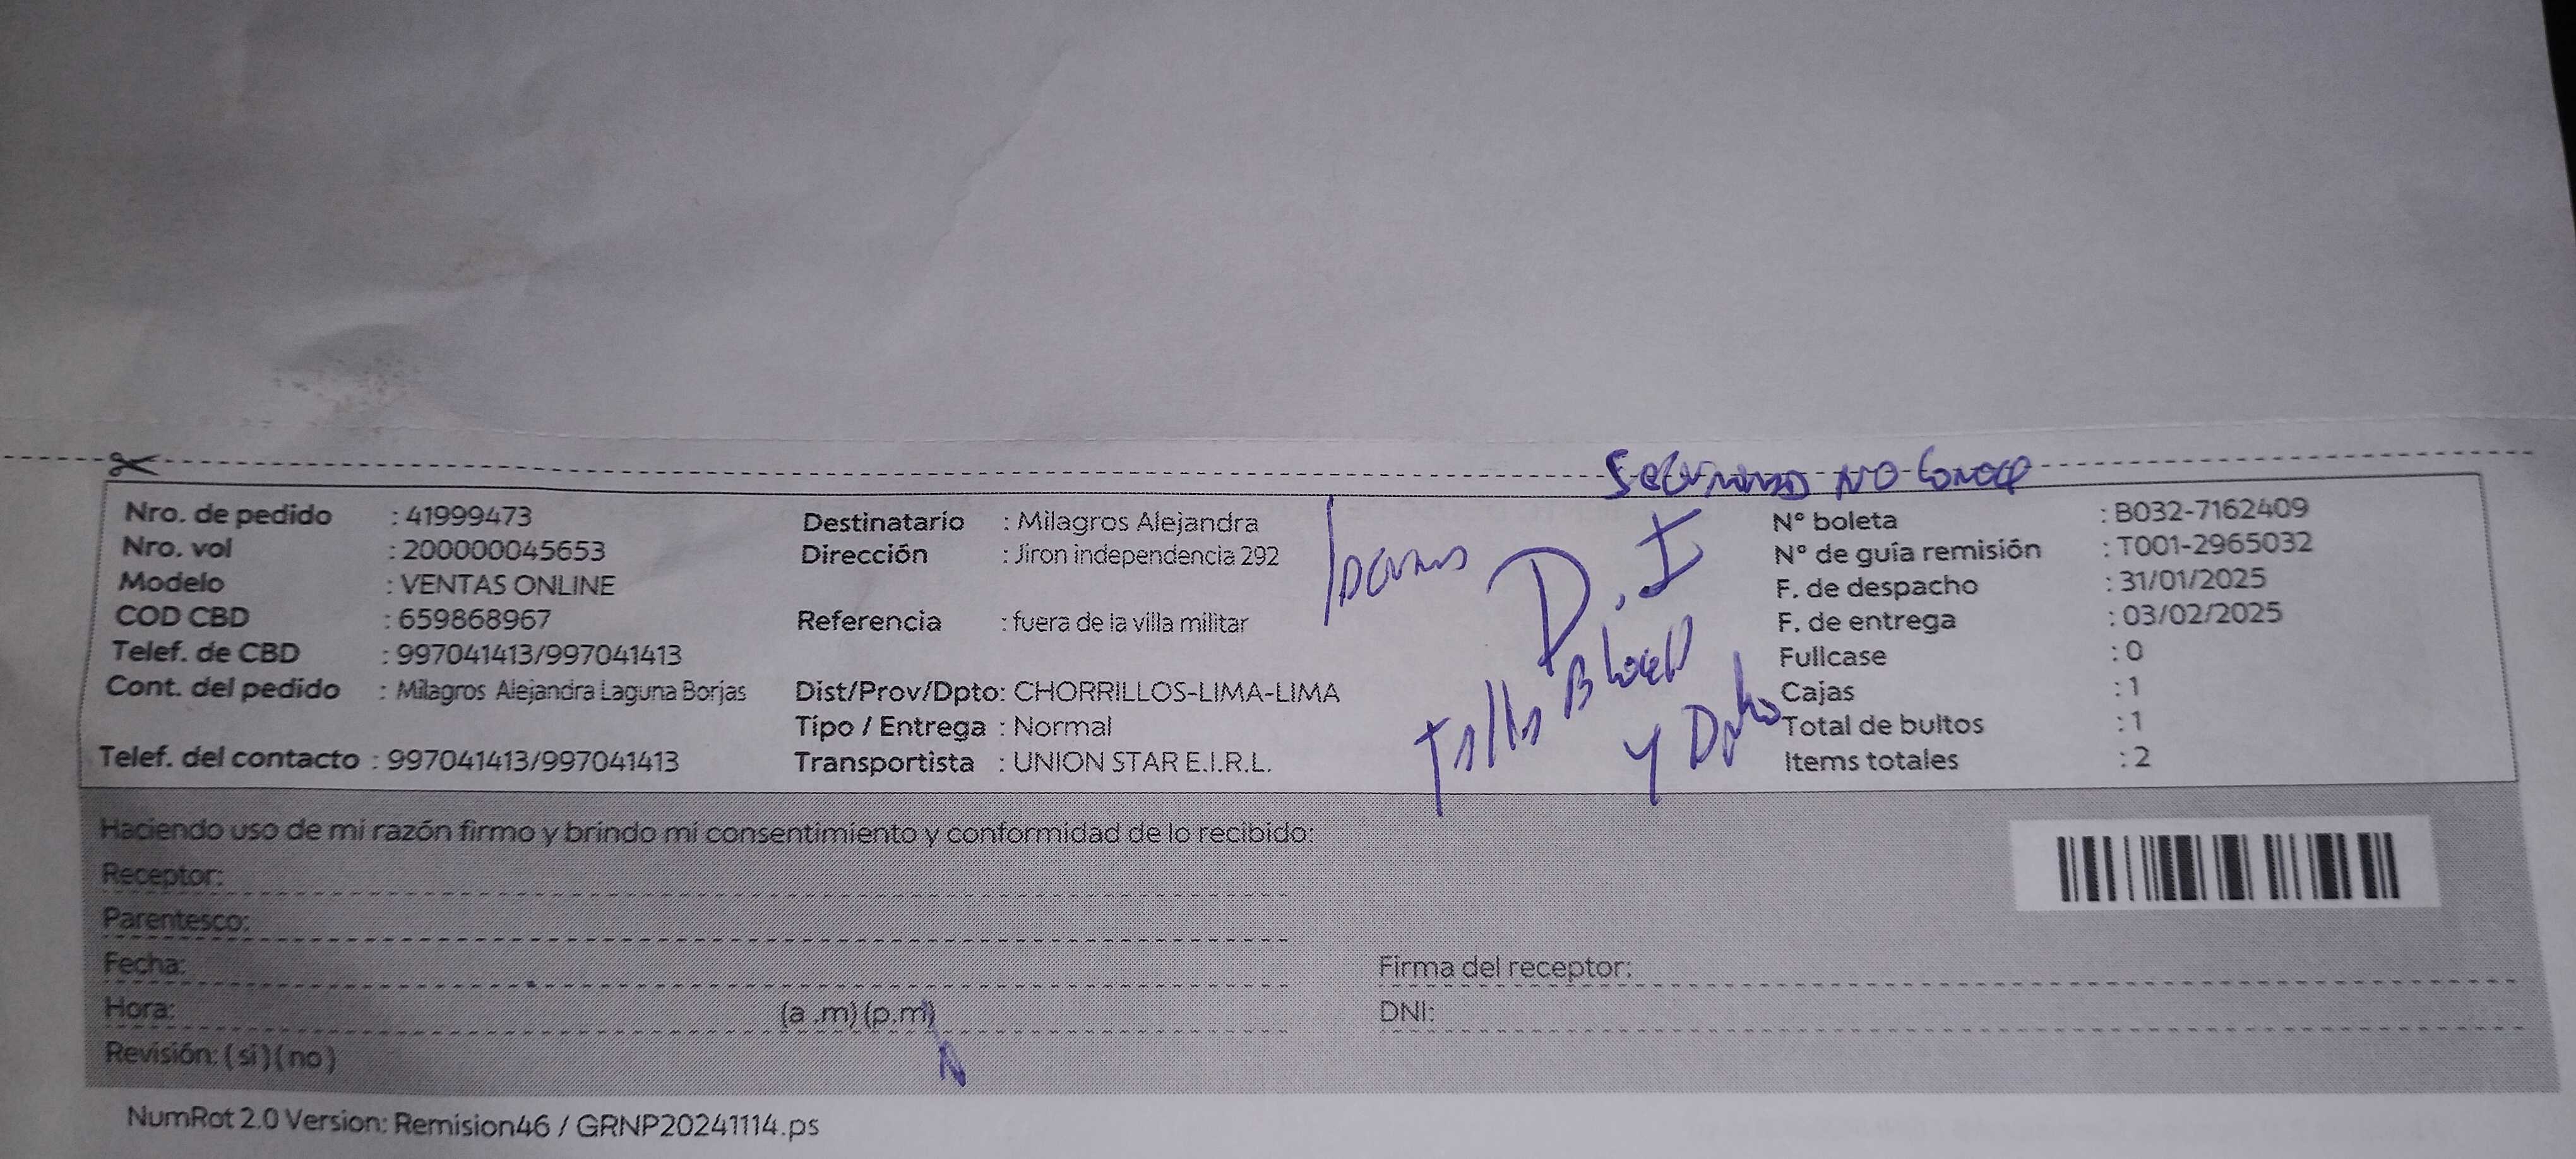 Seguridad no conoce
Nro. de pedido : 41999473
Nro. vol : 200000045653
Modelo : VENTAS ONLINE
COD CBD : 659868967
Telef. de CBD : 997041413/997041413
Cont. del pedido : Milagros Alejandra Laguna Borjas
Telef. del contacto : 997041413/997041413
Destinatario : Milagros Alejandra
Dirección : Jiron independencia 292
Referencia : fuera de la villa militar
Dist/Prov/Dpto: CHORRILLOS-LIMA-LIMA
Tipo / Entrega : Normal
Transportista : UNION STAR E.I.R.L.
D.I
Falta Block
y Dpto
N° boleta : B032-7162409
N° de guía remisión : T001-2965032
F. de despacho : 31/01/2025
F. de entrega : 03/02/2025
Fullcase : 0
Cajas : 1
Total de bultos : 1
Items totales : 2
Haciendo uso de mi razón firmo y brindo mi consentimiento y conformidad de lo recibido:
Receptor:
Parentesco:
Fecha:
Hora: (a .m) (p.m)
Revisión: ( si ) ( no )
Firma del receptor:
DNI:
NumRot 2.0 Version: Remision46 / GRNP20241114.ps